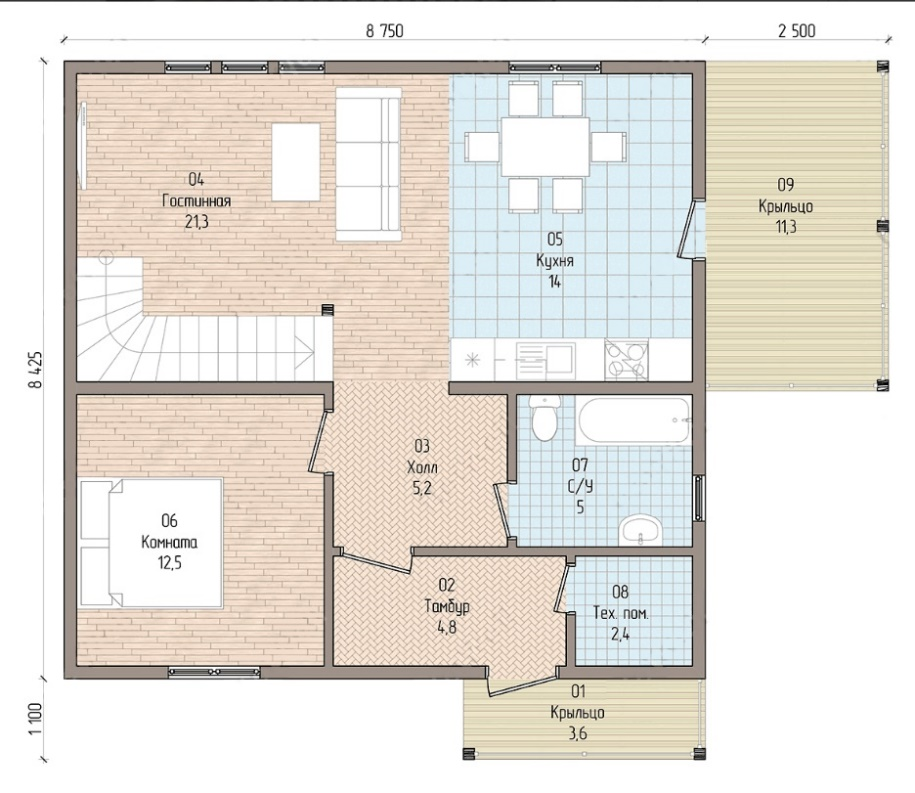 8 750
2 500
04
Гостинная
21,3
09
Крыльцо
11,3
05
Кухня
14
8 425
03
Холл
5,2
07
С/У
5
06
Комната
12,5
02
Тамбур
4,8
08
Тех. пом.
2,4
01
Крыльцо
3,6
1 100